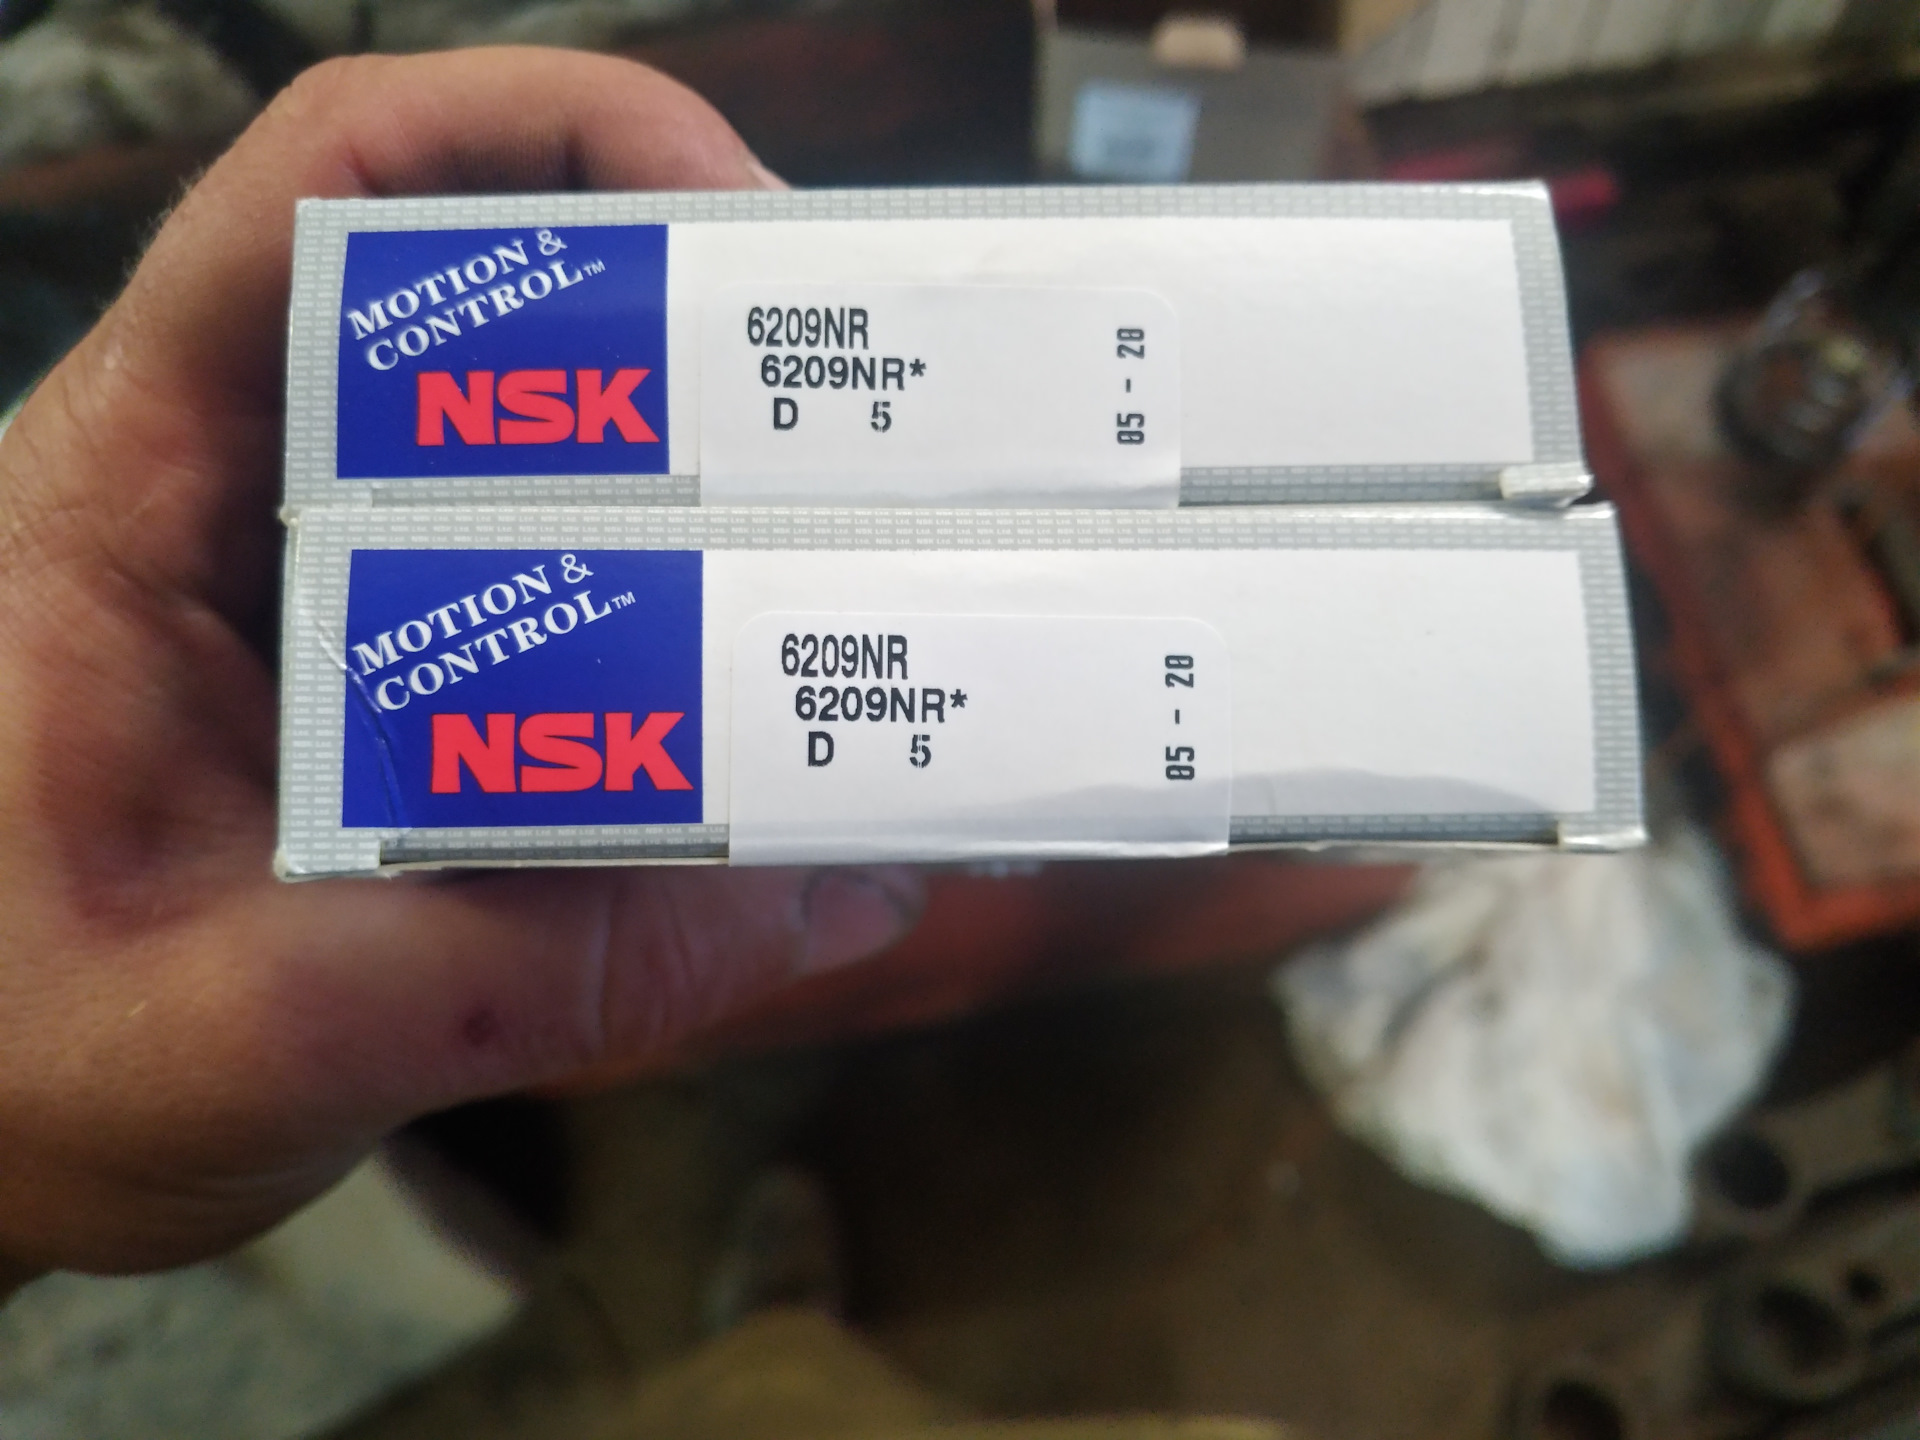 MOTION &
CONTROL™
NSK
6209NR
6209NR*
D 5
05 - 20
MOTION &
CONTROL™
NSK
6209NR
6209NR*
D 5
05 - 20